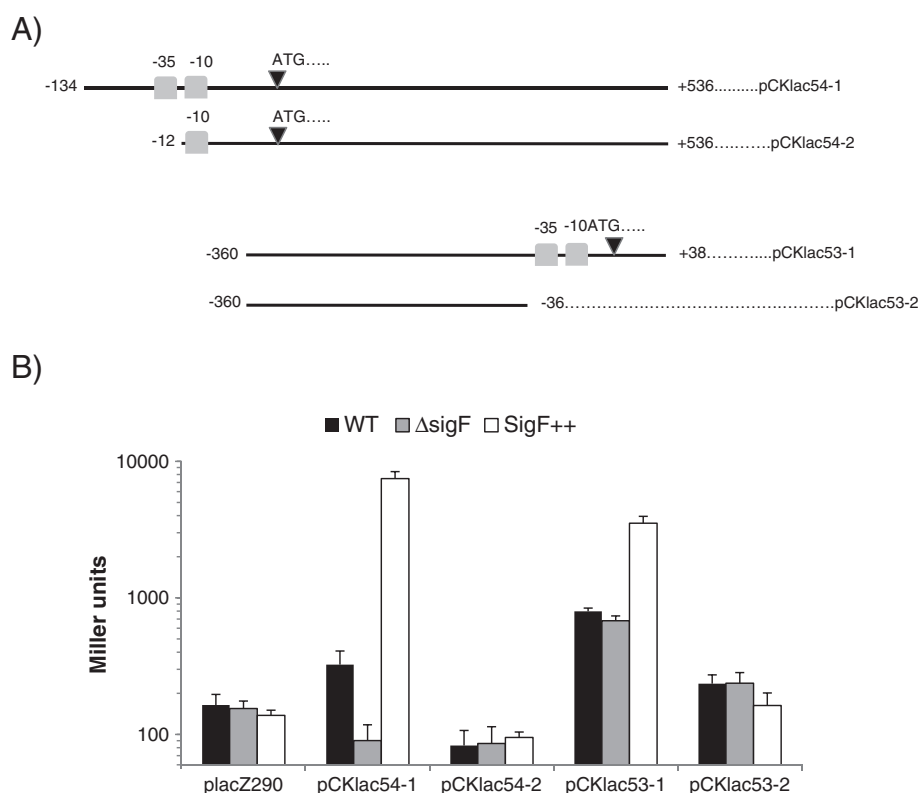 A)
-35 -10 ATG.....
-134 +536..........pCKlac54-1
-10 ATG.....
-12 +536...........pCKlac54-2
-35 -10ATG.....
-360 +38............pCKlac53-1
-360 -36.............................................pCKlac53-2
B)
WT ΔsigF SigF++
10000
1000
100
Miller units
placZ290 pCKlac54-1 pCKlac54-2 pCKlac53-1 pCKlac53-2